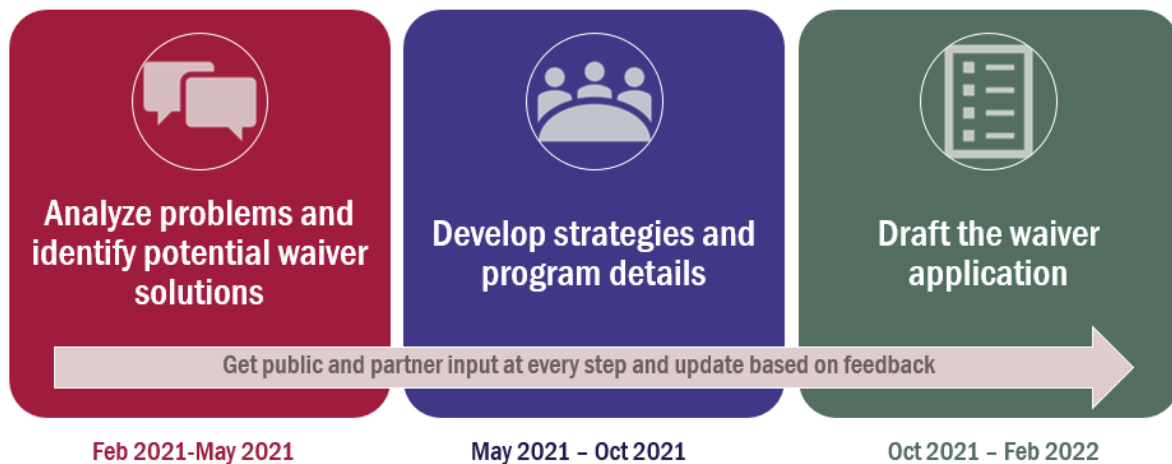 Analyze problems and
identify potential waiver
solutions
Develop strategies and
program details
Draft the waiver
application
Get public and partner input at every step and update based on feedback
Feb 2021-May 2021
May 2021 – Oct 2021
Oct 2021 – Feb 2022